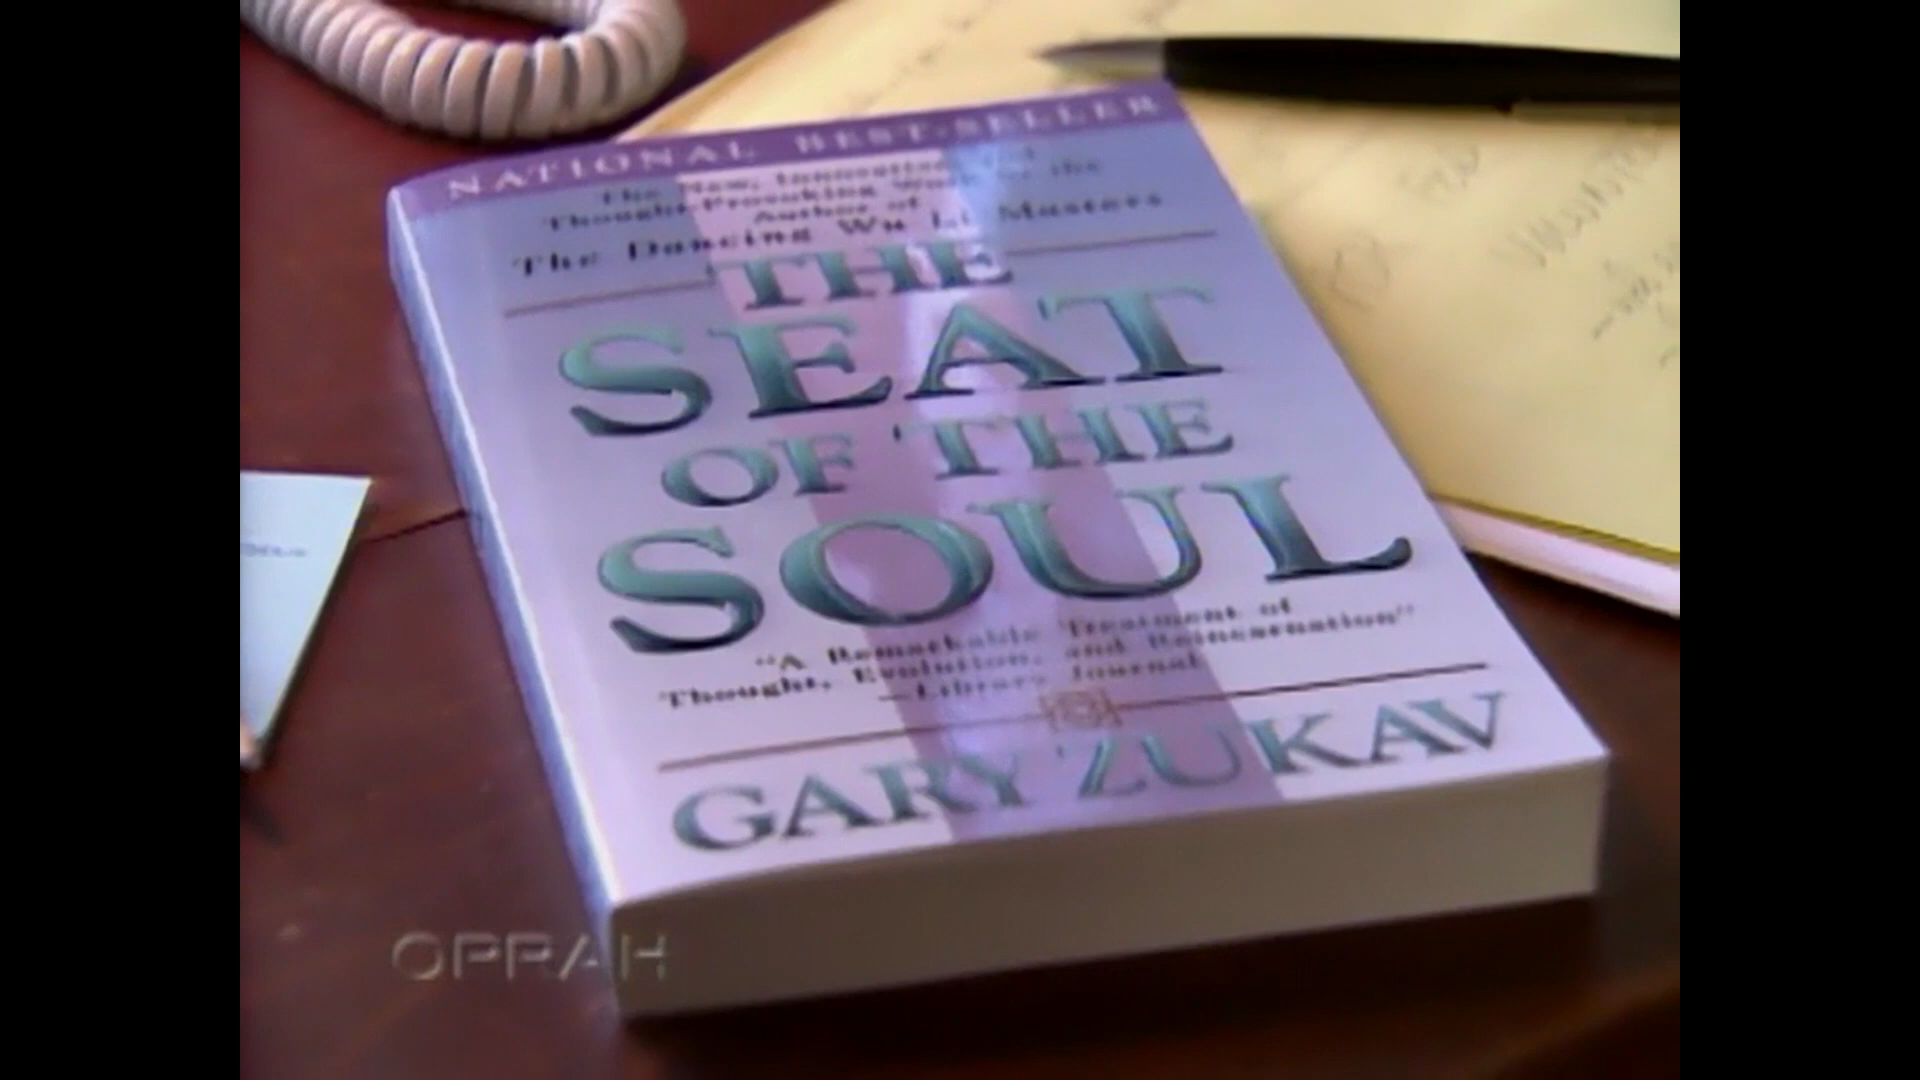 NATIONAL BEST-SELLER
The New, Innovative and
Thought-Provoking Work by the
Author of
The Dancing Wu Li Masters
THE
SEAT
OF THE
SOUL
"A Remarkable Treatment of
Thought, Evolution, and Reincarnation"
—Library Journal
GARY ZUKAV
OPRAH